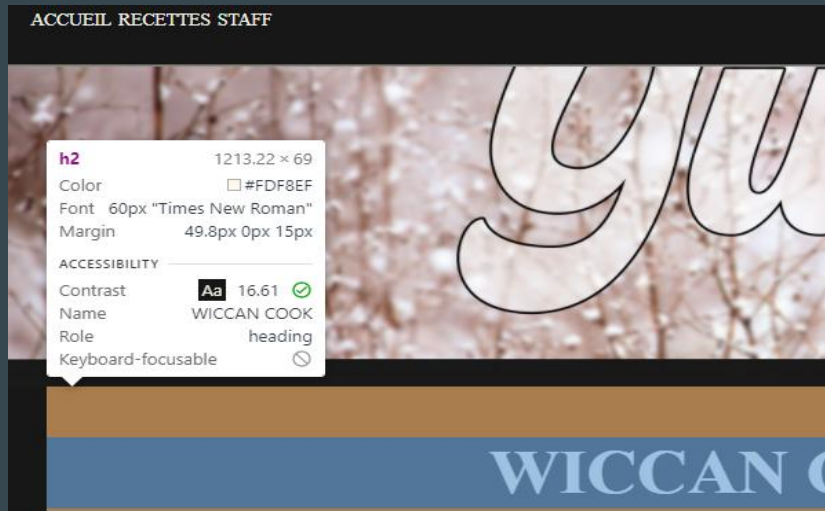 ACCUEIL RECETTES STAFF
yu
h2 1213.22 × 69
Color #FDF8EF
Font 60px "Times New Roman"
Margin 49.8px 0px 15px
ACCESSIBILITY
Contrast Aa 16.61
Name WICCAN COOK
Role heading
Keyboard-focusable
WICCAN